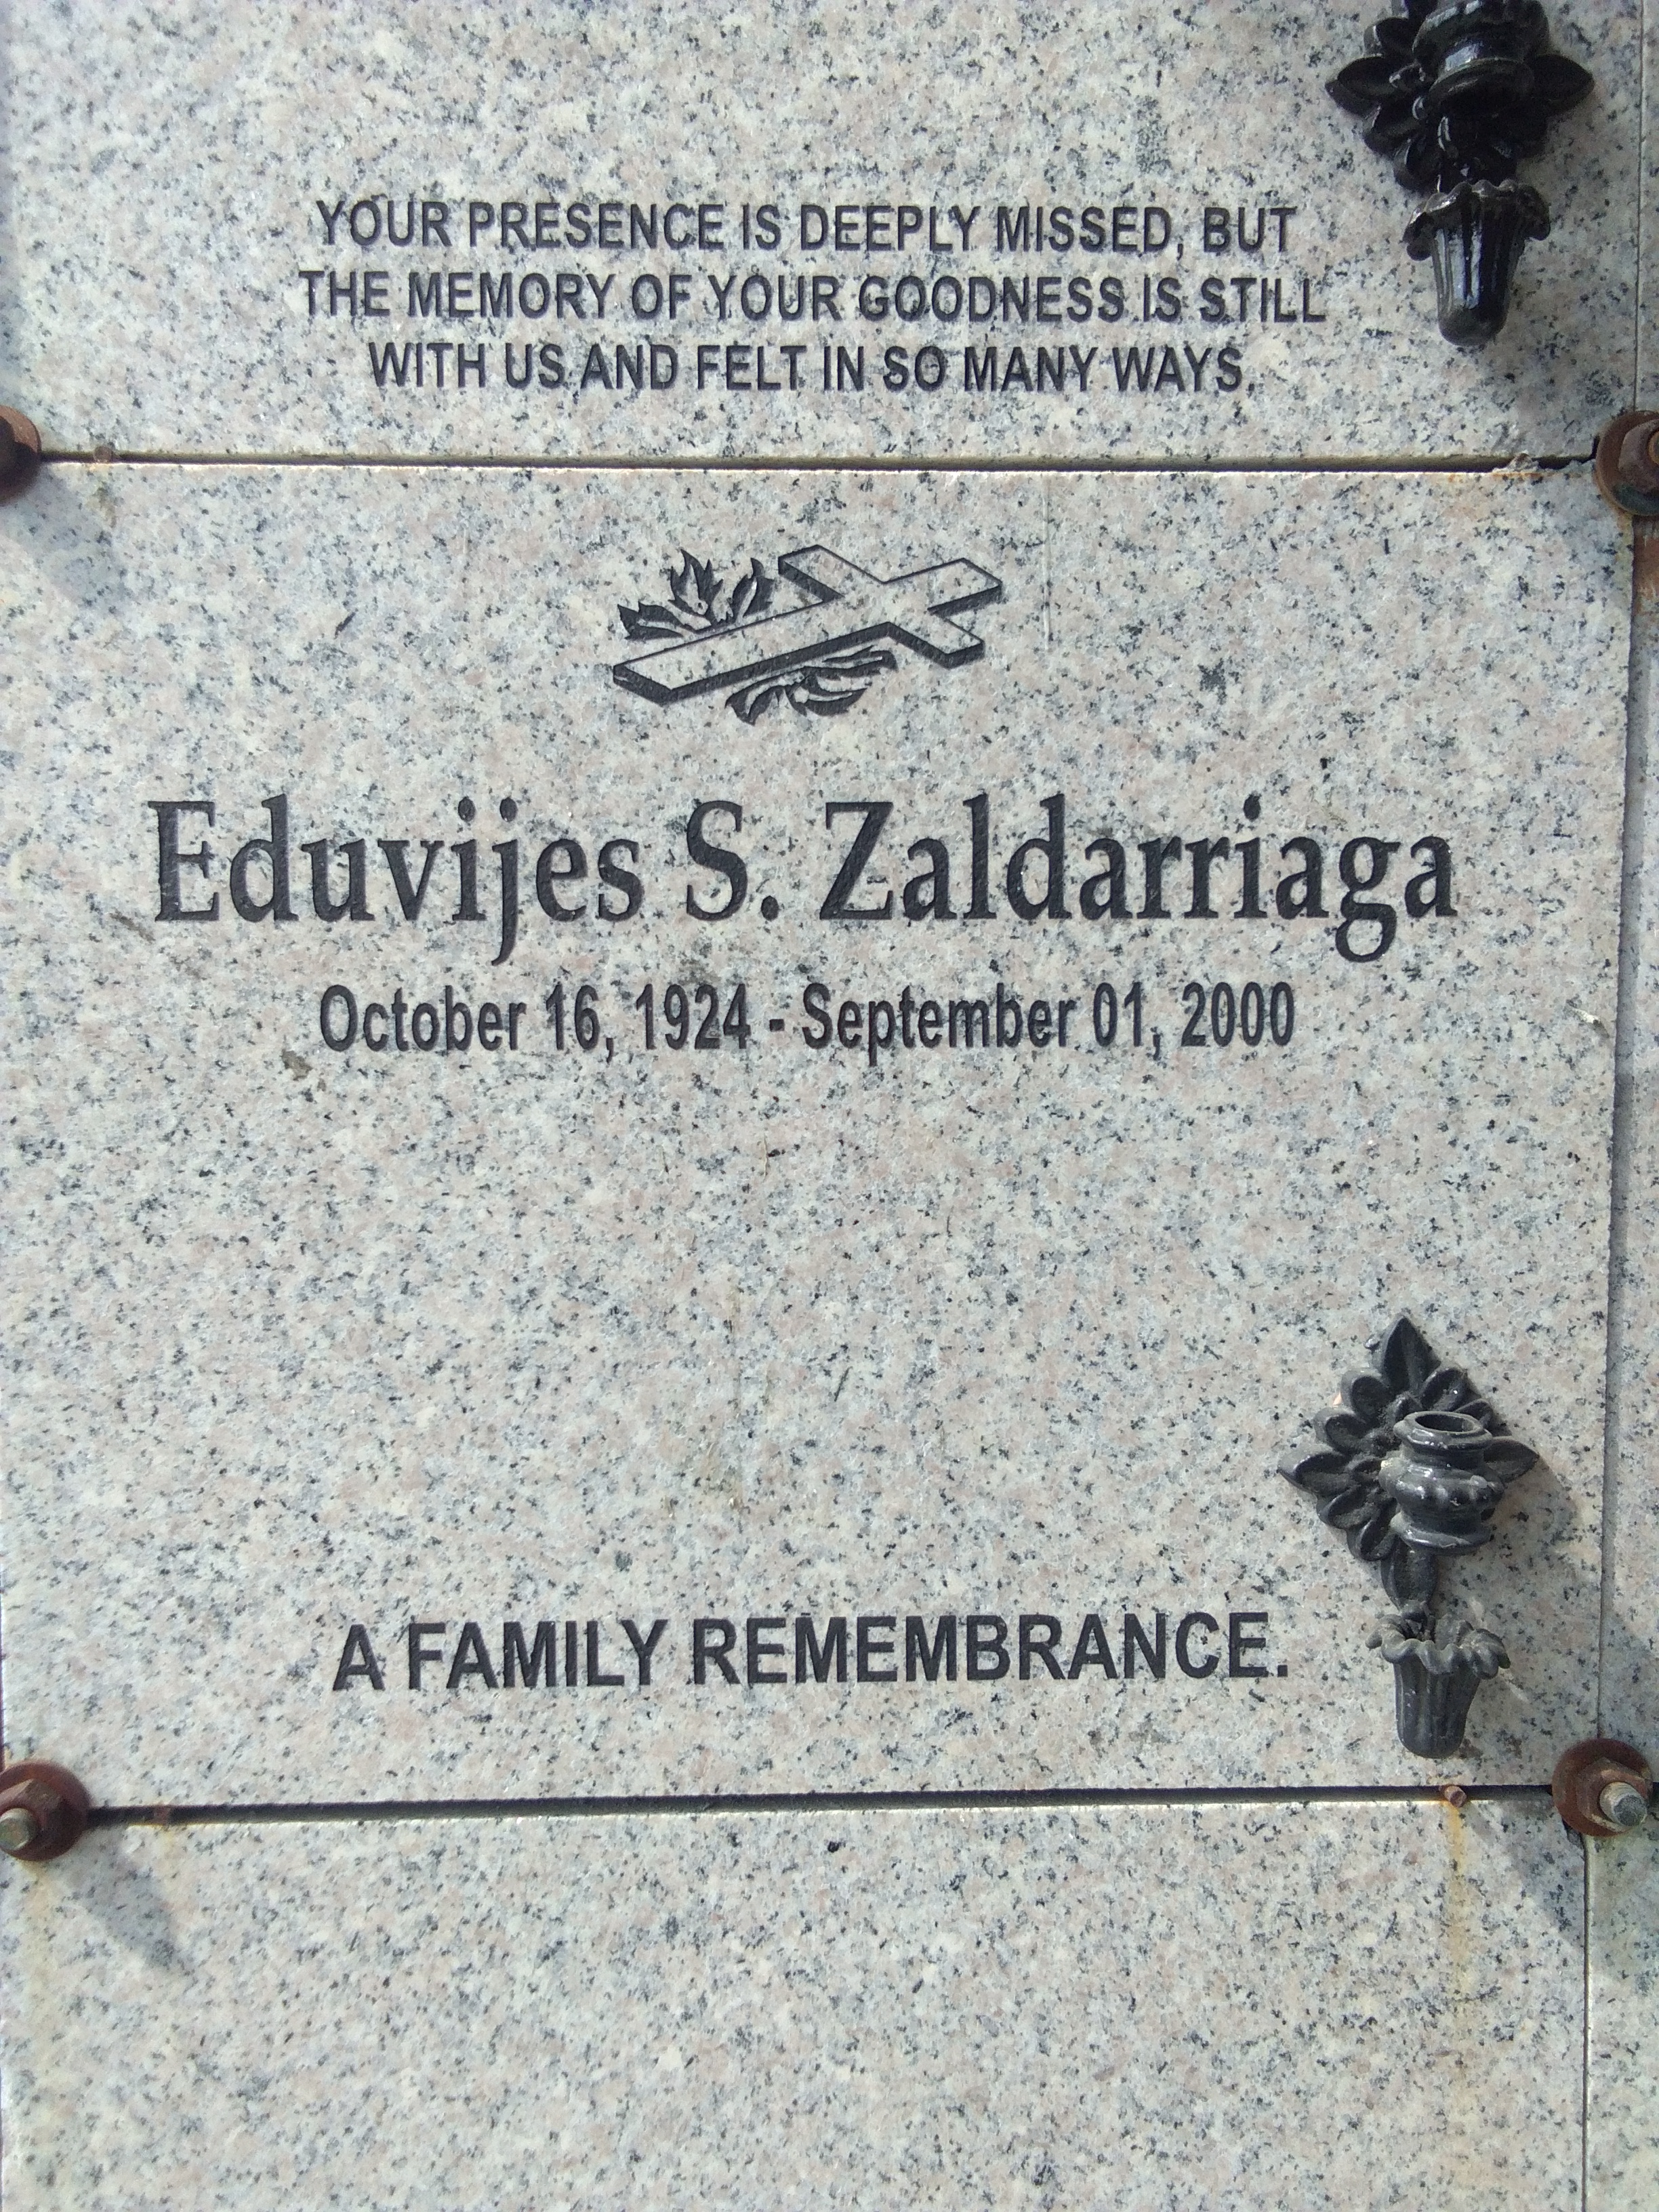 YOUR PRESENCE IS DEEPLY MISSED, BUT
THE MEMORY OF YOUR GOODNESS IS STILL
WITH US AND FELT IN SO MANY WAYS.
Eduvijes S. Zaldarriaga
October 16, 1924 - September 01, 2000
A FAMILY REMEMBRANCE.